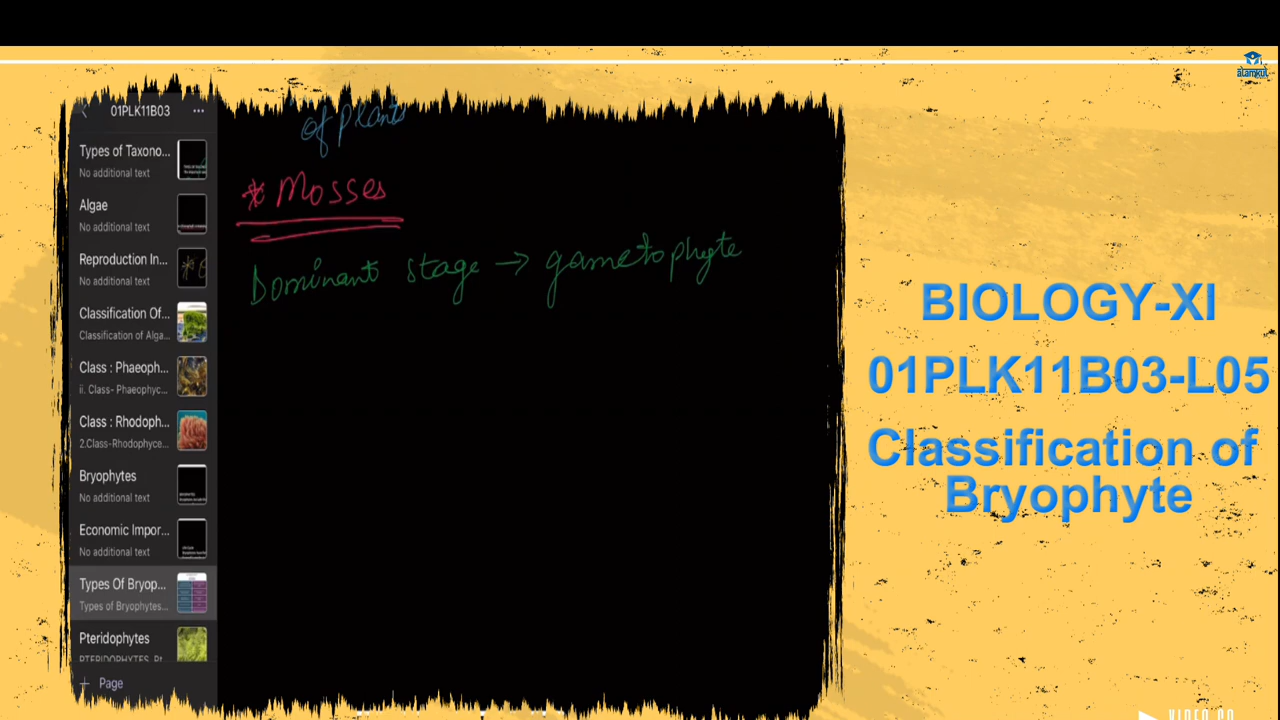 01PLK11B03
Types of Taxono...
No additional text
Algae
No additional text
Reproduction In...
No additional text
Classification Of...
Classification of Alga...
Class : Phaeoph...
ii. Class- Phaeophyc...
Class : Rhodoph...
2.Class-Rhodophyce...
Bryophytes
No additional text
Economic Impor...
No additional text
Types Of Bryop...
Types of Bryophytes...
Pteridophytes
PTERIDOPHYTES Pt
+ Page
of Plants
* Mosses
Dominant stage → gametophyte
atamkul
BIOLOGY-XI
01PLK11B03-L05
Classification of
Bryophyte